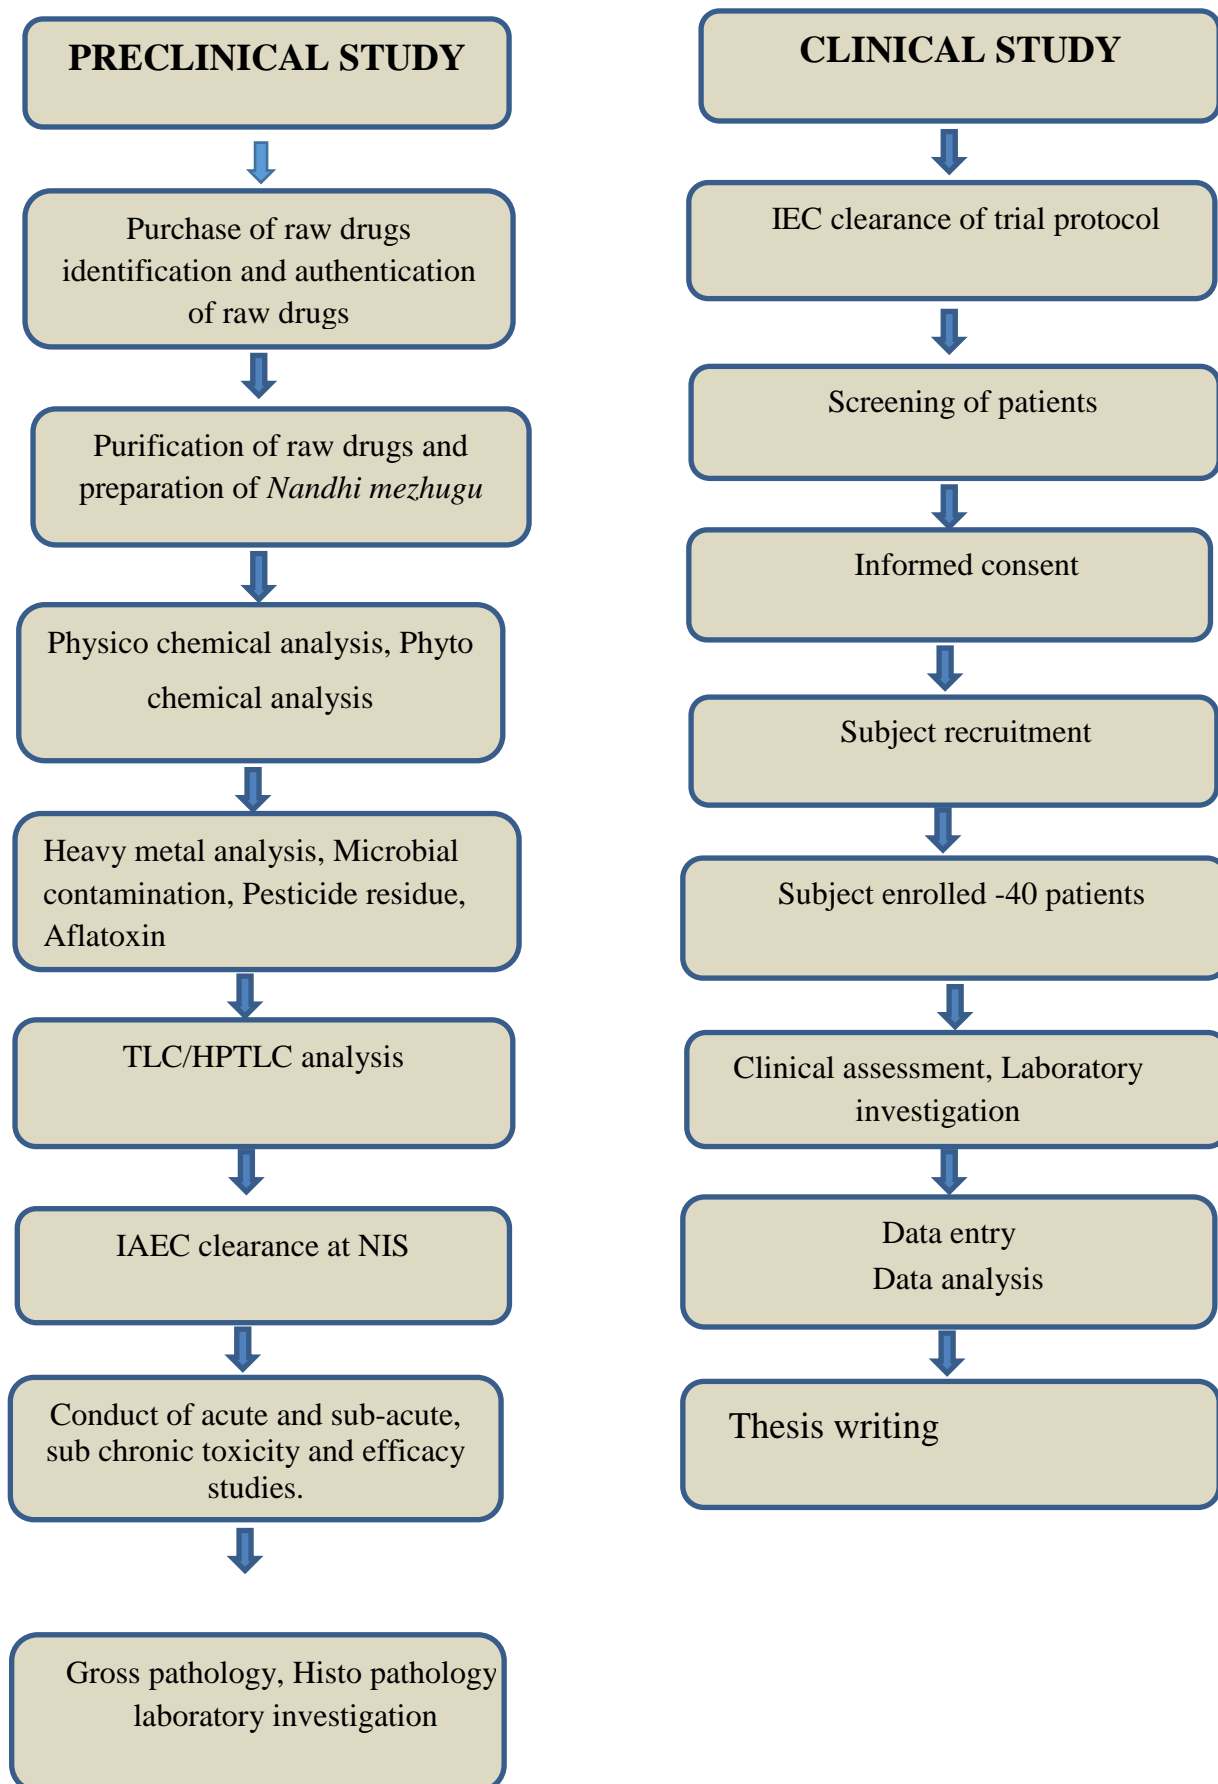 PRECLINICAL STUDY
Purchase of raw drugs
identification and authentication
of raw drugs
Purification of raw drugs and
preparation of Nandhi mezhugu
Physico chemical analysis, Phyto
chemical analysis
Heavy metal analysis, Microbial
contamination, Pesticide residue,
Aflatoxin
TLC/HPTLC analysis
IAEC clearance at NIS
Conduct of acute and sub-acute,
sub chronic toxicity and efficacy
studies.
Gross pathology, Histo pathology
laboratory investigation
CLINICAL STUDY
IEC clearance of trial protocol
Screening of patients
Informed consent
Subject recruitment
Subject enrolled -40 patients
Clinical assessment, Laboratory
investigation
Data entry
Data analysis
Thesis writing